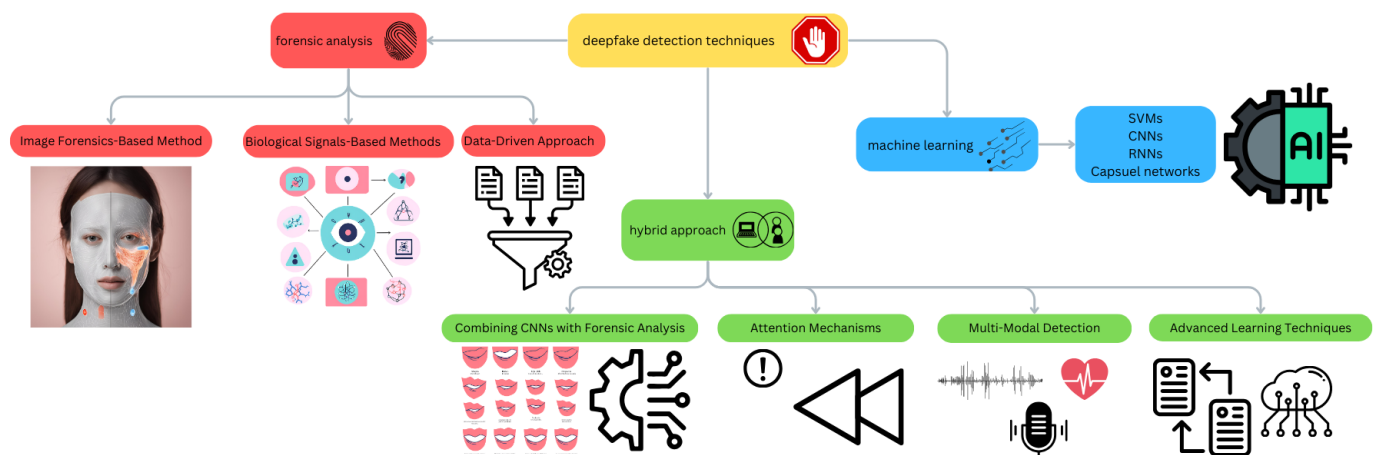 forensic analysis
deepfake detection techniques
Image Forensics-Based Method
Biological Signals-Based Methods
Data-Driven Approach
machine learning
SVMs
CNNs
RNNs
Capsuel networks
AI
hybrid approach
Combining CNNs with Forensic Analysis
Attention Mechanisms
Multi-Modal Detection
Advanced Learning Techniques